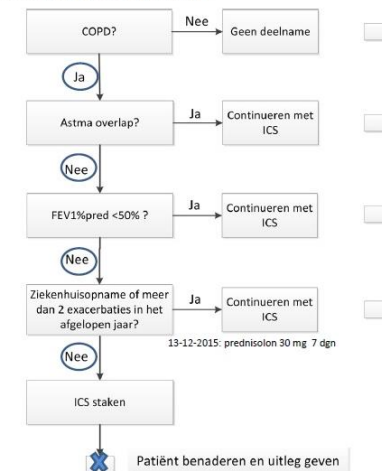 COPD?
Nee
Geen deelname
Ja
Astma overlap?
Ja
Continueren met
ICS
Nee
FEV1%pred <50% ?
Ja
Continueren met
ICS
Nee
Ziekenhuisopname of meer
dan 2 exacerbaties in het
afgelopen jaar?
Ja
Continueren met
ICS
13-12-2015: prednisolon 30 mg 7 dgn
Nee
ICS staken
Patiënt benaderen en uitleg geven